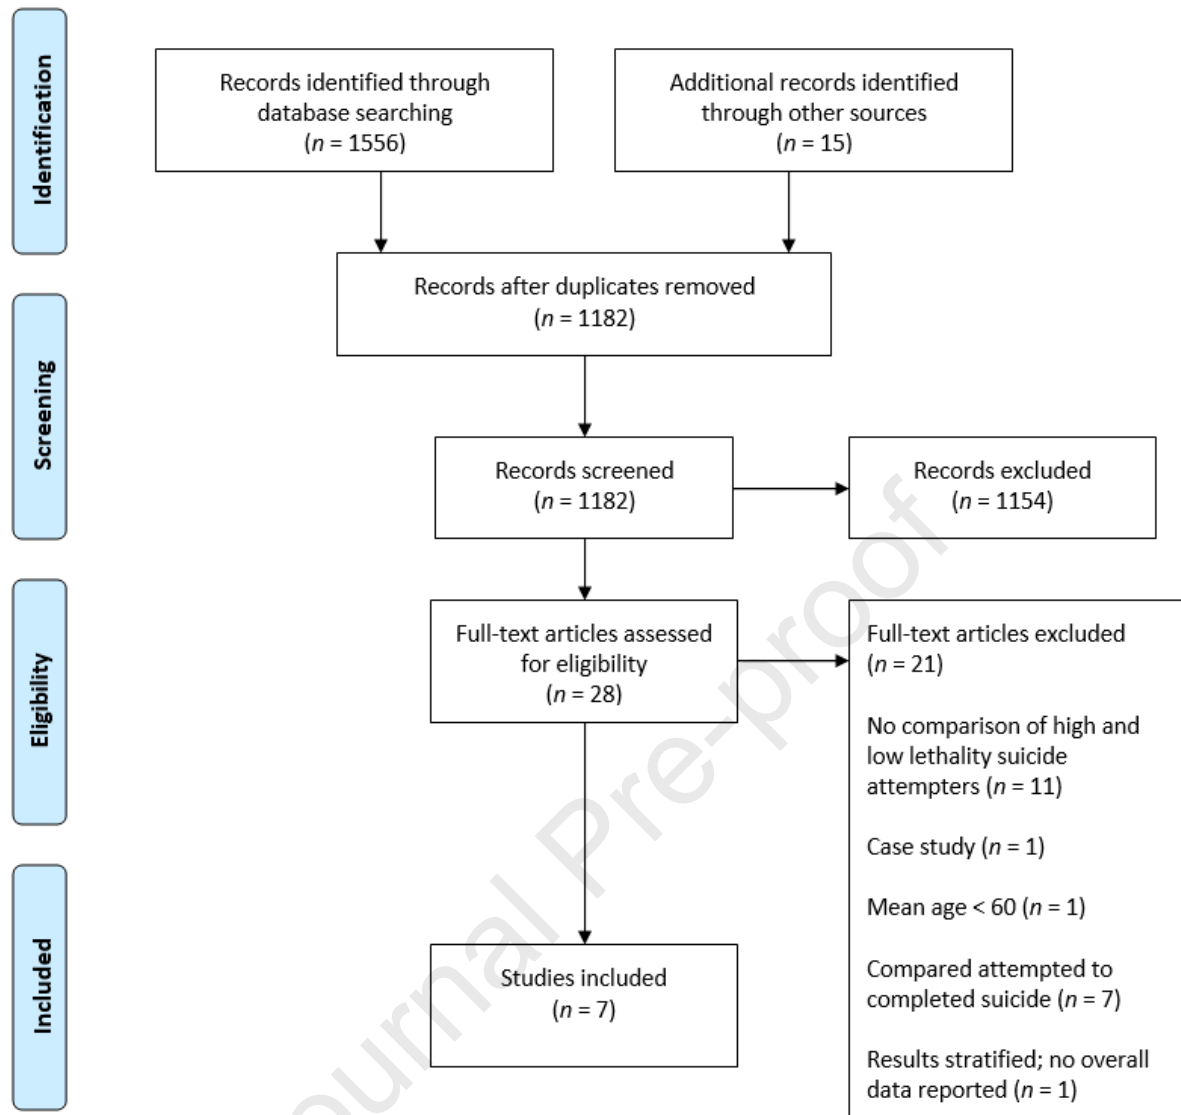 Identification
Records identified through
database searching
(n = 1556)
Additional records identified
through other sources
(n = 15)
Records after duplicates removed
(n = 1182)
Screening
Records screened
(n = 1182)
Records excluded
(n = 1154)
Eligibility
Full-text articles assessed
for eligibility
(n = 28)
Full-text articles excluded
(n = 21)
No comparison of high and
low lethality suicide
attempters (n = 11)
Case study (n = 1)
Mean age < 60 (n = 1)
Compared attempted to
completed suicide (n = 7)
Results stratified; no overall
data reported (n = 1)
Included
Studies included
(n = 7)
ournal Pre-proof